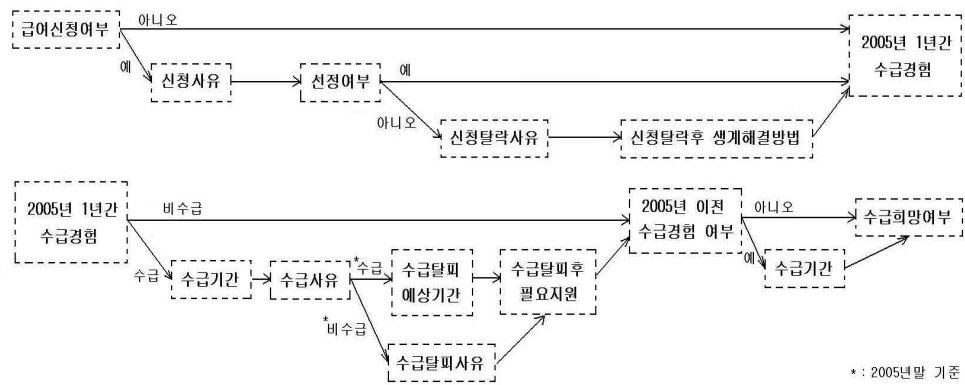 급여신청여부
아니오
예
신청사유
선정여부
예
아니오
신청탈락사유
신청탈락후 생계해결방법
2005년 1년간
수급경험
2005년 1년간
수급경험
비수급
수급
수급기간
수급사유
*수급
*비수급
수급탈피
예상기간
수급탈피사유
수급탈피후
필요지원
2005년 이전
수급경험 여부
아니오
예
수급기간
수급희망여부
* : 2005년말 기준